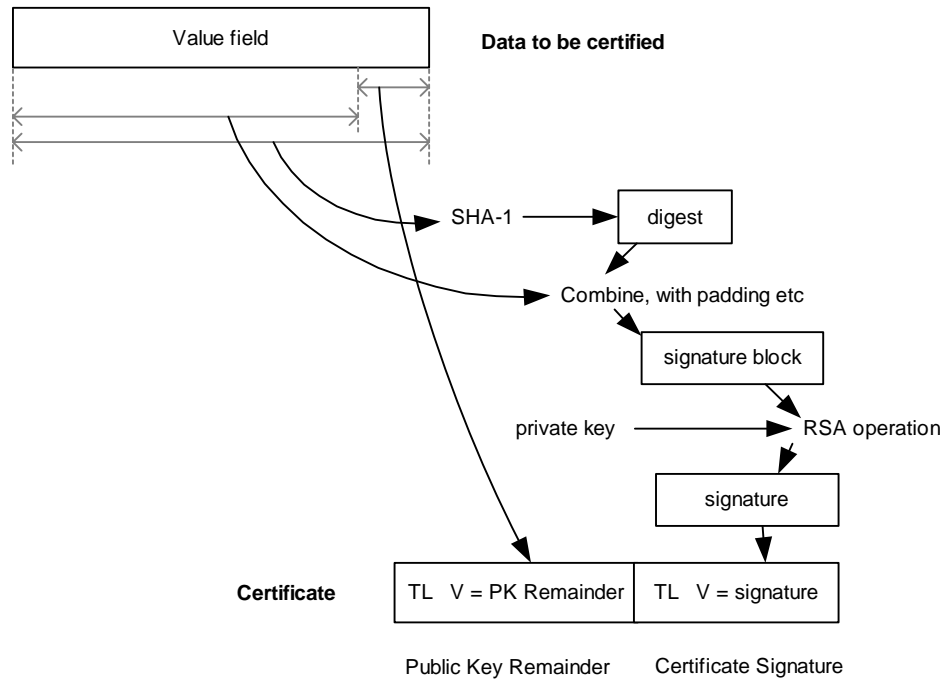 Value field
Data to be certified
SHA-1
digest
Combine, with padding etc
signature block
private key
RSA operation
signature
Certificate
TL V = PK Remainder
TL V = signature
Public Key Remainder
Certificate Signature